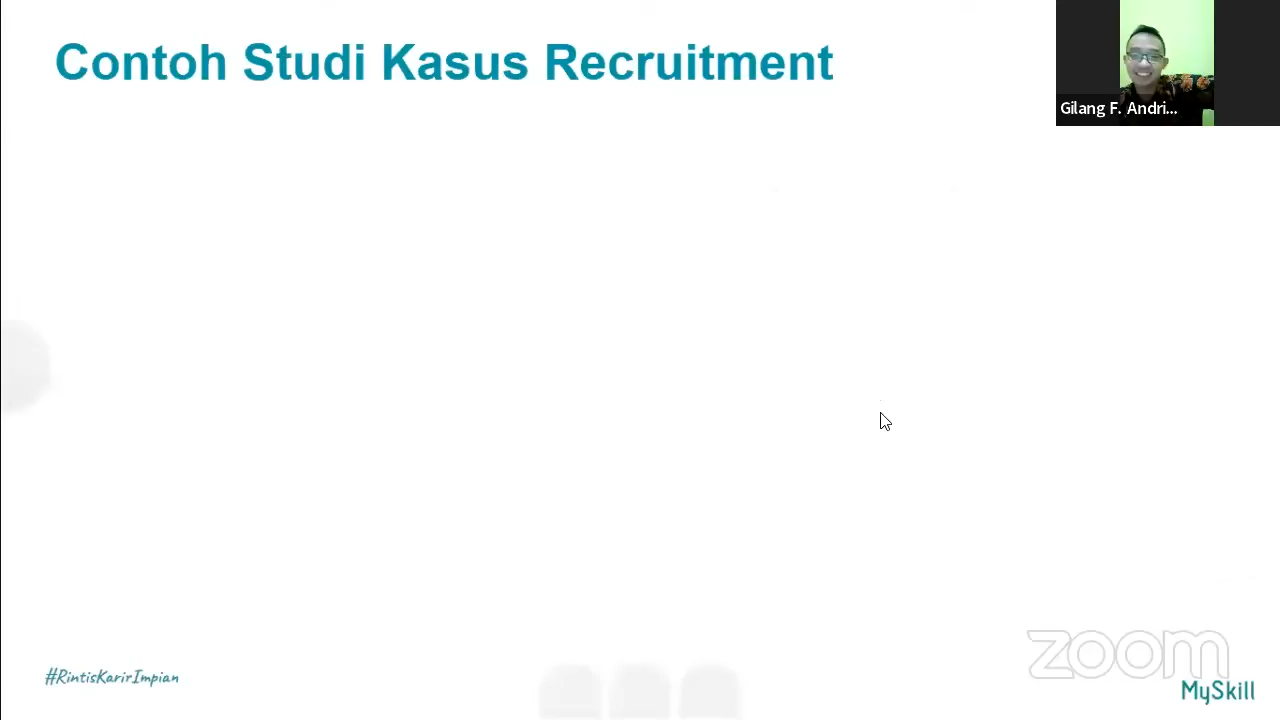 Contoh Studi Kasus Recruitment
Gilang F. Andri...
#RintisKarirImpian
zoom
MySkill